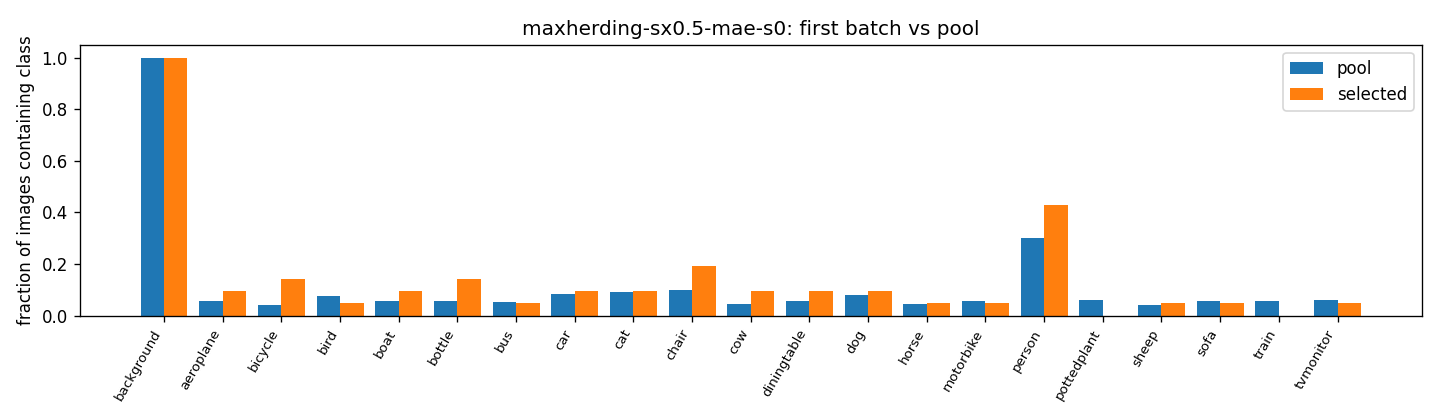 maxherding-sx0.5-mae-s0: first batch vs pool
fraction of images containing class
1.0
0.8
0.6
0.4
0.2
0.0
pool
selected
background
aeroplane
bicycle
bird
boat
bottle
bus
car
cat
chair
cow
diningtable
dog
horse
motorbike
person
pottedplant
sheep
sofa
train
tvmonitor